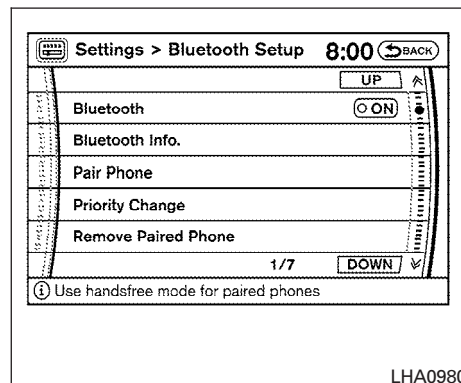 Settings > Bluetooth Setup 8:00 BACK
UP
Bluetooth ON
Bluetooth Info.
Pair Phone
Priority Change
Remove Paired Phone
1/7 DOWN
i Use handsfree mode for paired phones
LHA0980